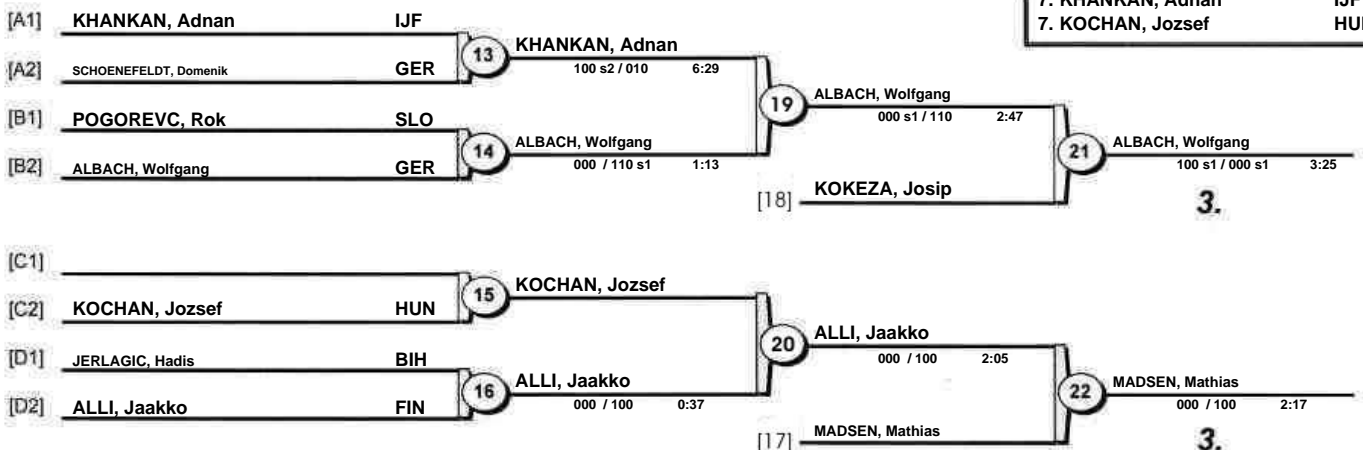 7. KHANKAN, Adnan IJF
7. KOCHAN, Jozsef HUN
[A1] KHANKAN, Adnan IJF
[A2] SCHOENEFELDT, Domenik GER
13 KHANKAN, Adnan
100 s2 / 010 6:29
[B1] POGOREVC, Rok SLO
[B2] ALBACH, Wolfgang GER
14 ALBACH, Wolfgang
000 / 110 s1 1:13
19 ALBACH, Wolfgang
000 s1 / 110 2:47
[18] KOKEZA, Josip
21 ALBACH, Wolfgang
100 s1 / 000 s1 3:25
3.
[C1]
[C2] KOCHAN, Jozsef HUN
15 KOCHAN, Jozsef
[D1] JERLAGIC, Hadis BIH
[D2] ALLI, Jaakko FIN
16 ALLI, Jaakko
000 / 100 0:37
20 ALLI, Jaakko
000 / 100 2:05
[17] MADSEN, Mathias
22 MADSEN, Mathias
000 / 100 2:17
3.